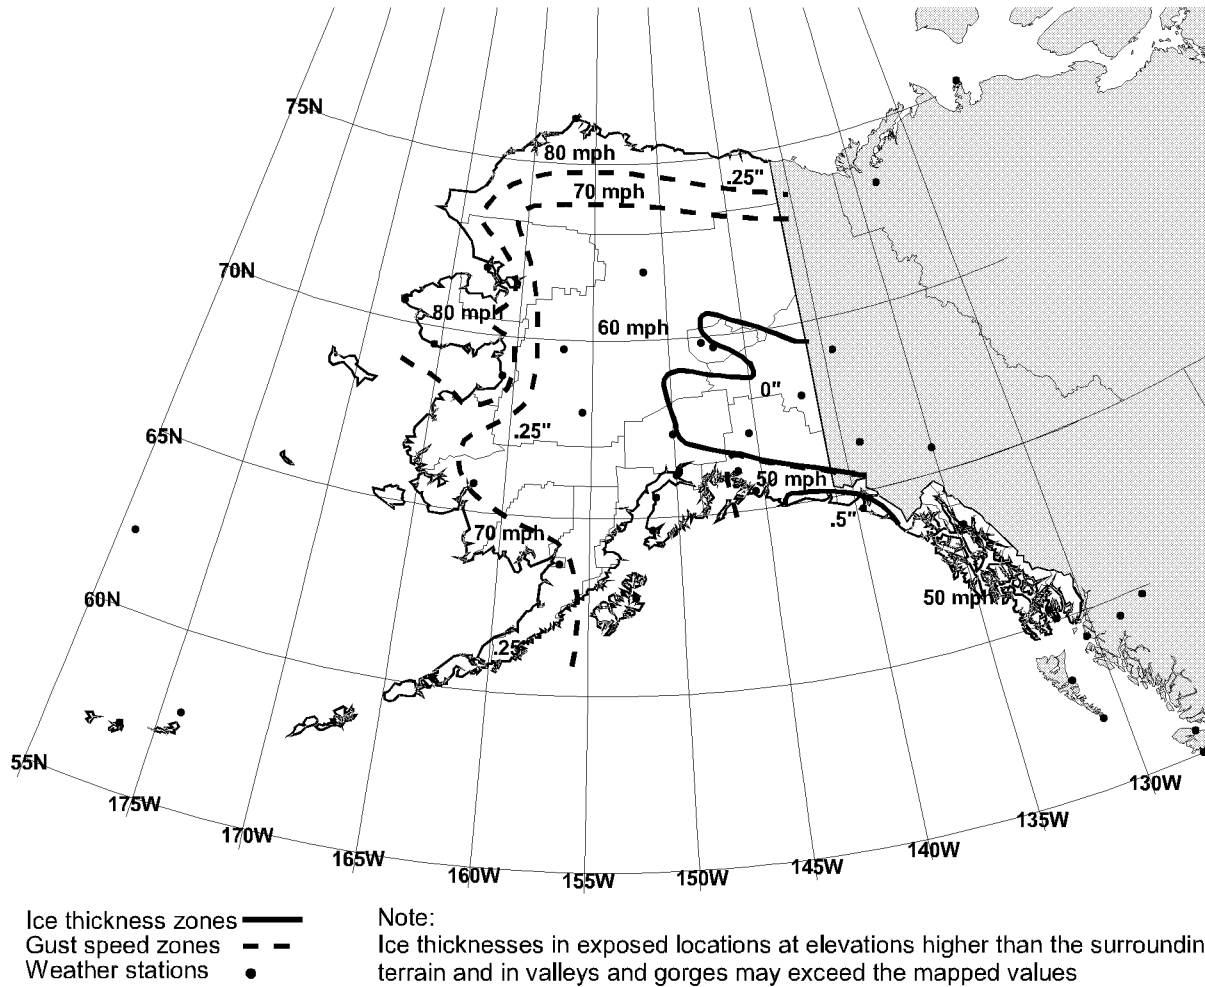 75N
80 mph
.25"
70 mph
70N
80 mph
60 mph
0"
65N
.25"
50 mph
.5"
70 mph
60N
50 mph
.25"
55N
175W
170W
165W
160W
155W
150W
145W
140W
135W
130W
Ice thickness zones
Gust speed zones
Weather stations
Note:
Ice thicknesses in exposed locations at elevations higher than the surroundin
terrain and in valleys and gorges may exceed the mapped values